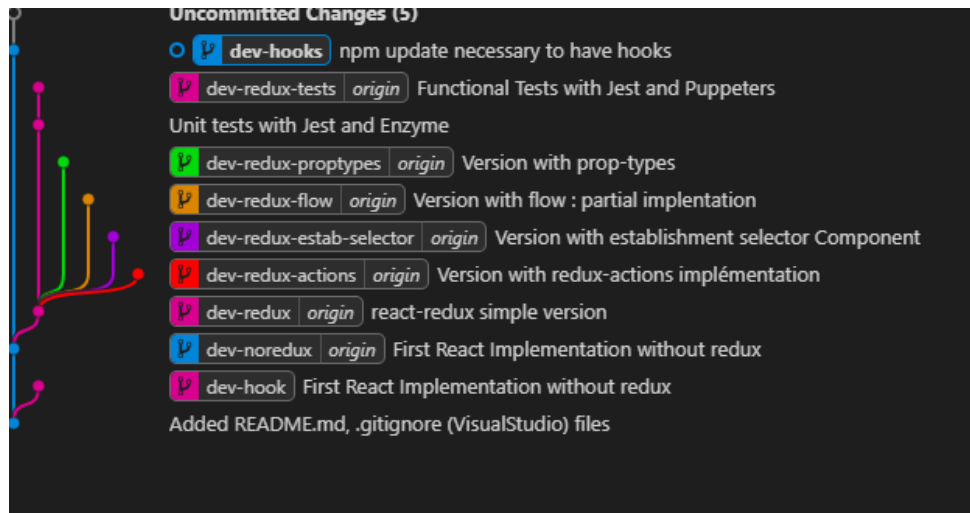 Uncommitted Changes (5)
dev-hooks npm update necessary to have hooks
dev-redux-tests origin Functional Tests with Jest and Puppeters
Unit tests with Jest and Enzyme
dev-redux-proptypes origin Version with prop-types
dev-redux-flow origin Version with flow : partial implentation
dev-redux-estab-selector origin Version with establishment selector Component
dev-redux-actions origin Version with redux-actions implémentation
dev-redux origin react-redux simple version
dev-noredux origin First React Implementation without redux
dev-hook First React Implementation without redux
Added README.md, .gitignore (VisualStudio) files